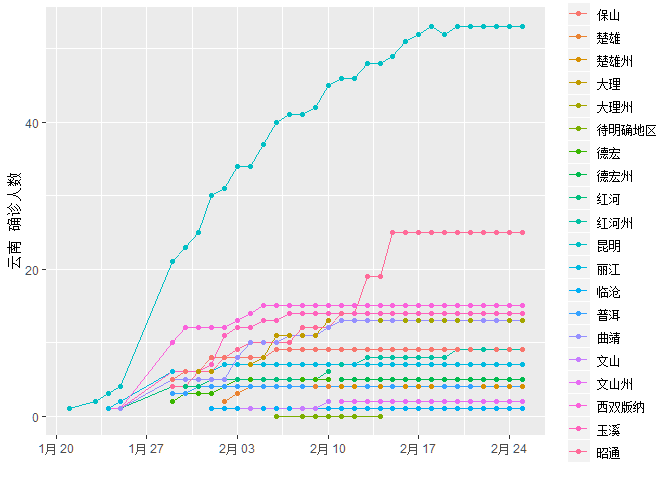 云南 确诊人数
40
20
0
1月 20
1月 27
2月 03
2月 10
2月 17
2月 24
保山
楚雄
楚雄州
大理
大理州
待明确地区
德宏
德宏州
红河
红河州
昆明
丽江
临沧
普洱
曲靖
文山
文山州
西双版纳
玉溪
昭通